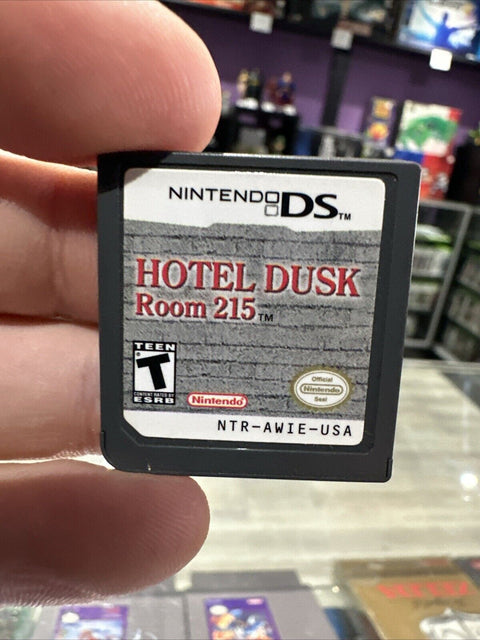 NINTENDO DS™
HOTEL DUSK
Room 215™
TEEN
T
CONTENT RATED BY
ESRB
Nintendo
Official
Nintendo
Seal
NTR-AWIE-USA